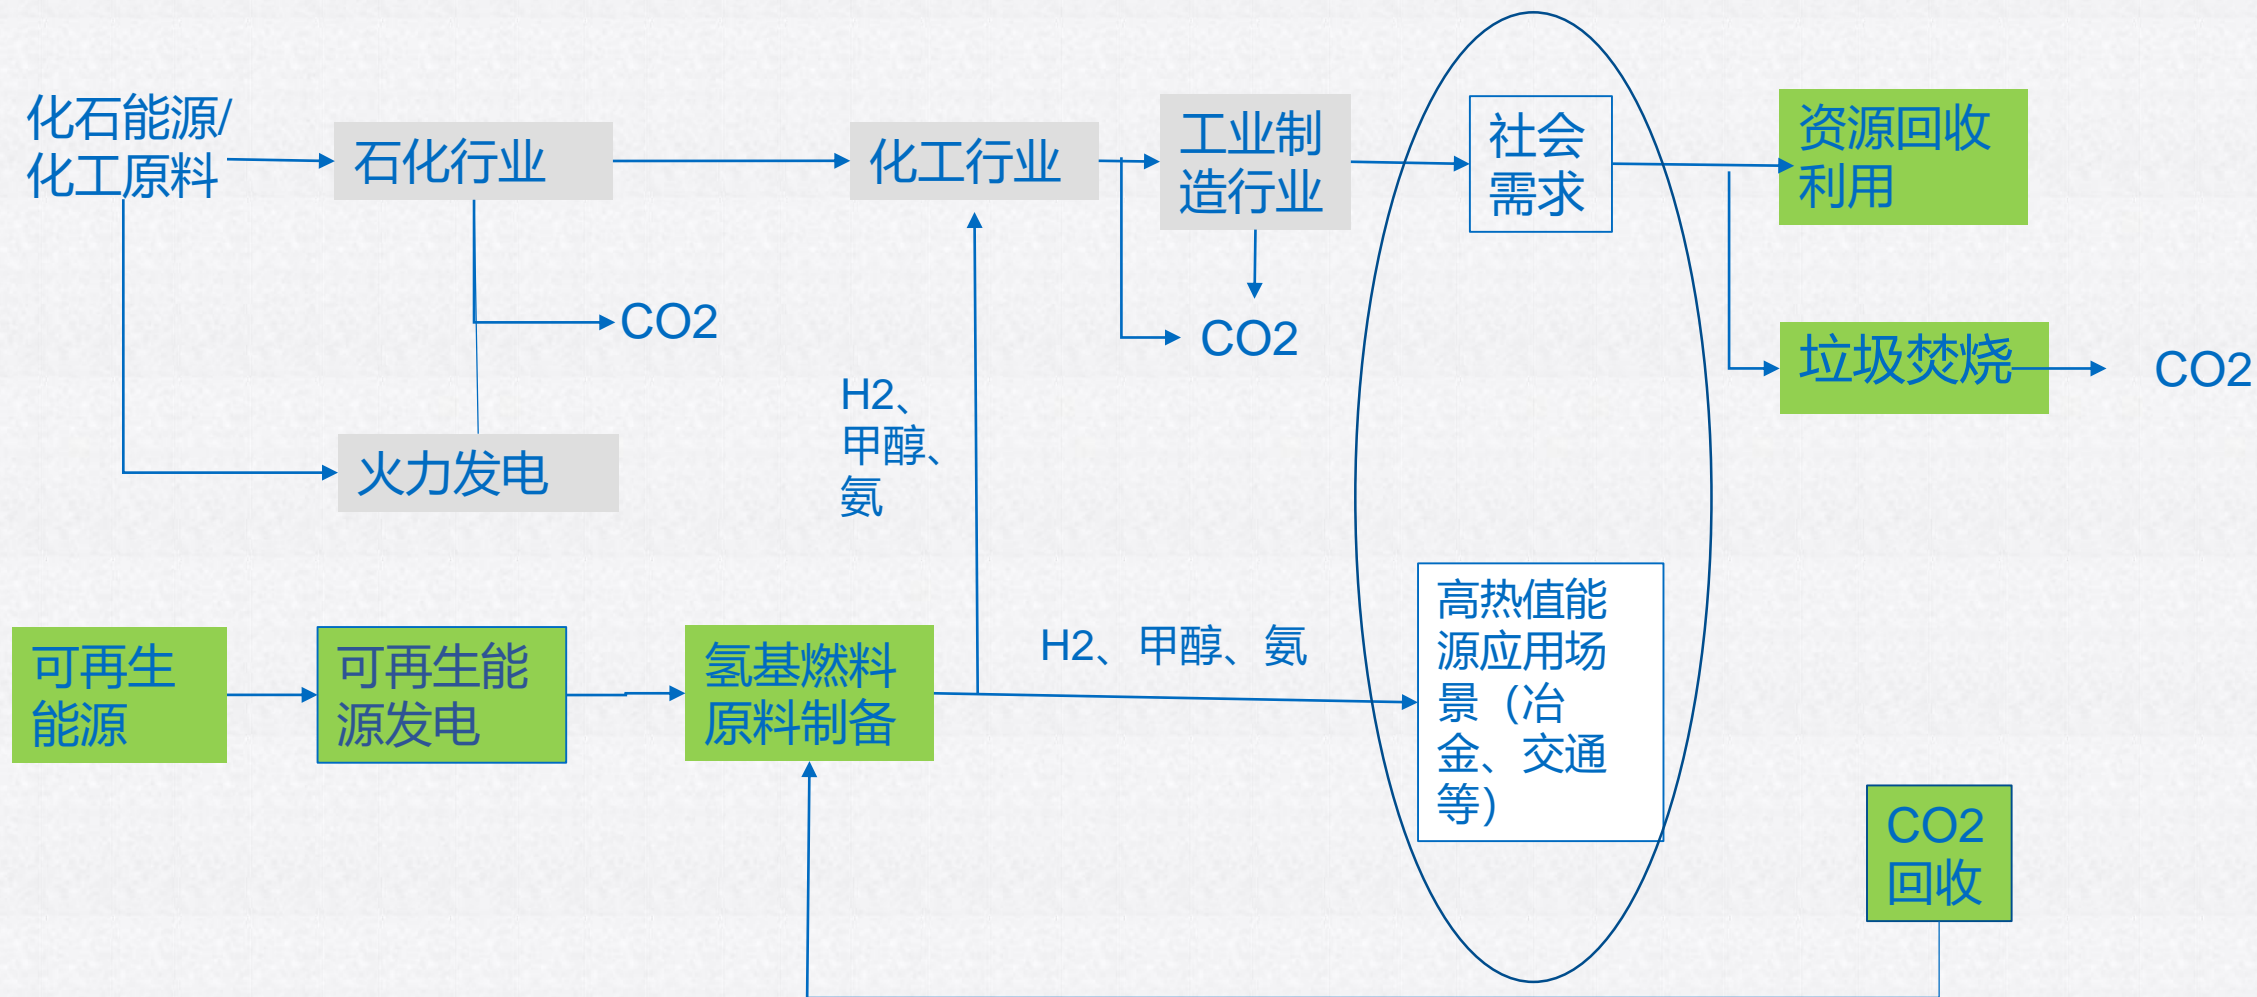 化石能源/
化工原料
石化行业
化工行业
工业制
造行业
社会
需求
资源回收
利用
CO2
CO2
垃圾焚烧
CO2
H2、
甲醇、
氨
火力发电
可再生
能源
可再生能
源发电
氢基燃料
原料制备
H2、甲醇、氨
高热值能
源应用场
景（冶
金、交通
等）
CO2
回收